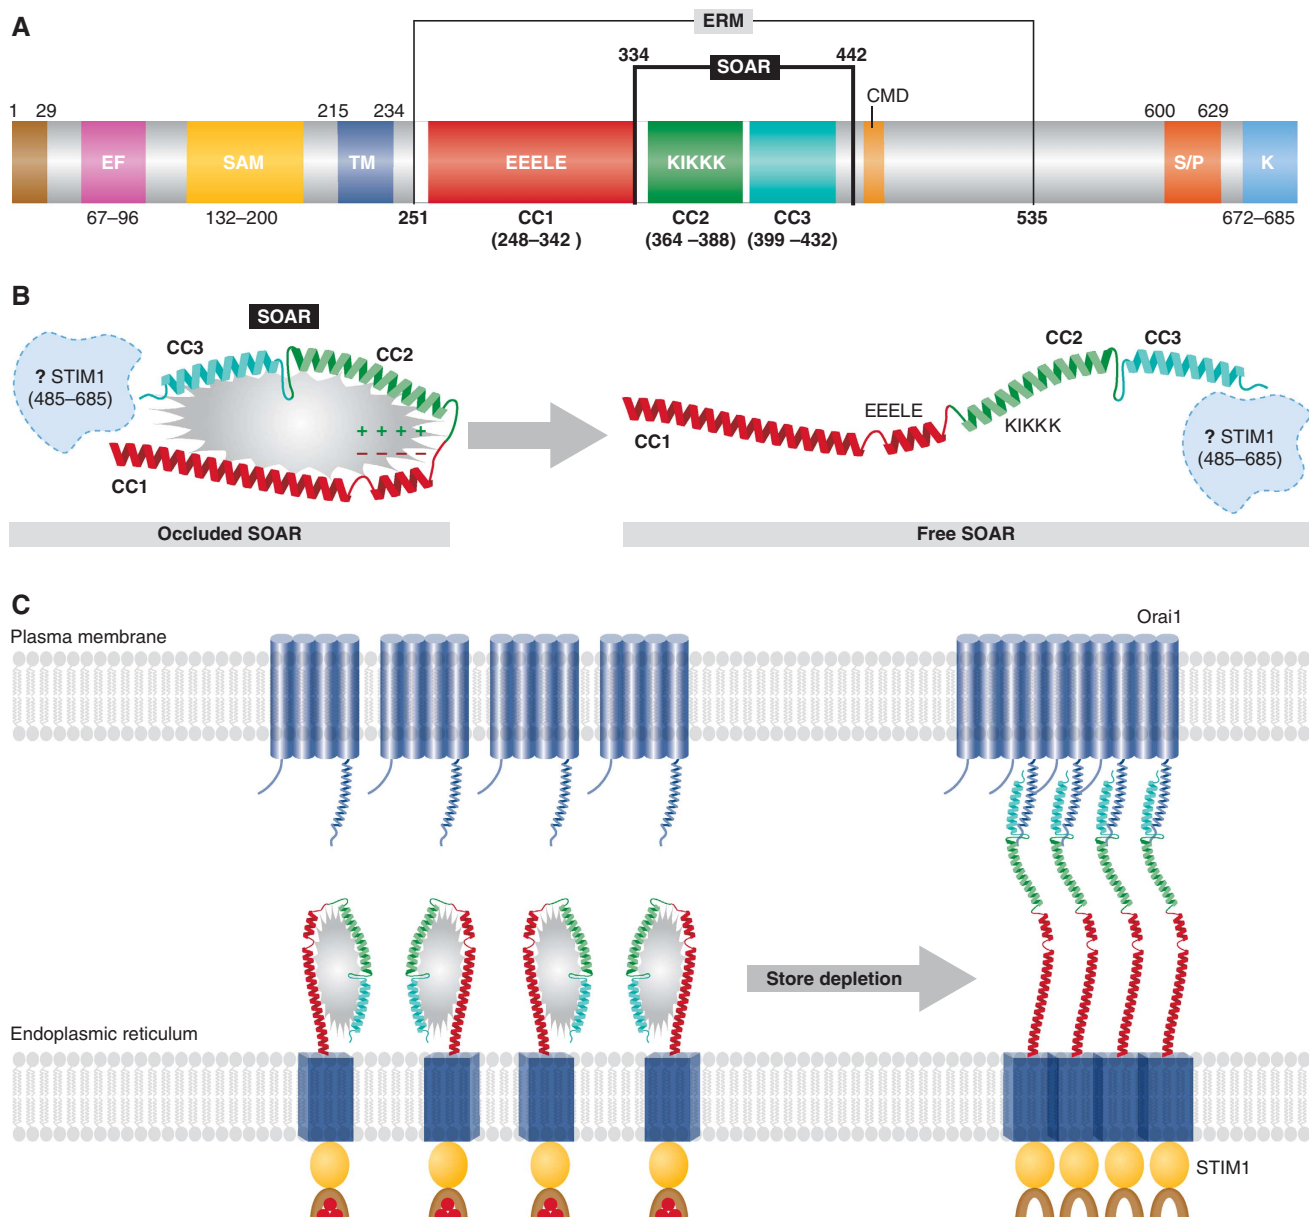 A
ERM
334
SOAR
442
CMD
1
29
215
234
600
629
EF
SAM
TM
EEELE
KIKKK
S/P
K
67–96
132–200
251
CC1
(248–342 )
CC2
(364 –388)
CC3
(399 –432)
535
672–685
B
SOAR
CC3
CC2
? STIM1
(485–685)
+ + + +
– – – –
CC1
Occluded SOAR
CC2
CC3
EEELE
KIKKK
CC1
? STIM1
(485–685)
Free SOAR
C
Plasma membrane
Orai1
Store depletion
Endoplasmic reticulum
STIM1